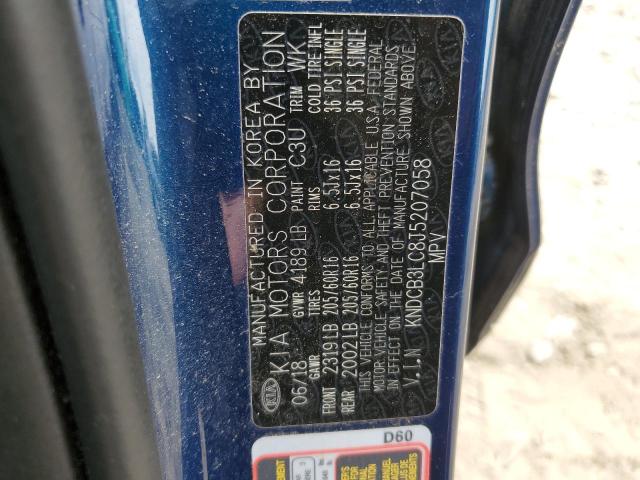 MANUFACTURED IN KOREA BY
KIA MOTORS CORPORATION
KIA
06/18 GVWR 4189 LB PAINT C3U TRIM WK
GAWR TIRES RIMS COLD TIRE INFL
FRONT 2319 LB 205/60R16 6.5Jx16 36 PSI SINGLE
REAR 2002 LB 205/60R16 6.5Jx16 36 PSI SINGLE
THIS VEHICLE CONFORMS TO ALL APPLICABLE U.S.A. FEDERAL
MOTOR VEHICLE SAFETY AND THEFT PREVENTION STANDARDS
IN EFFECT ON THE DATE OF MANUFACTURE SHOWN ABOVE.
V.I.N KNDCB3LC8J5207058
MPV
D60